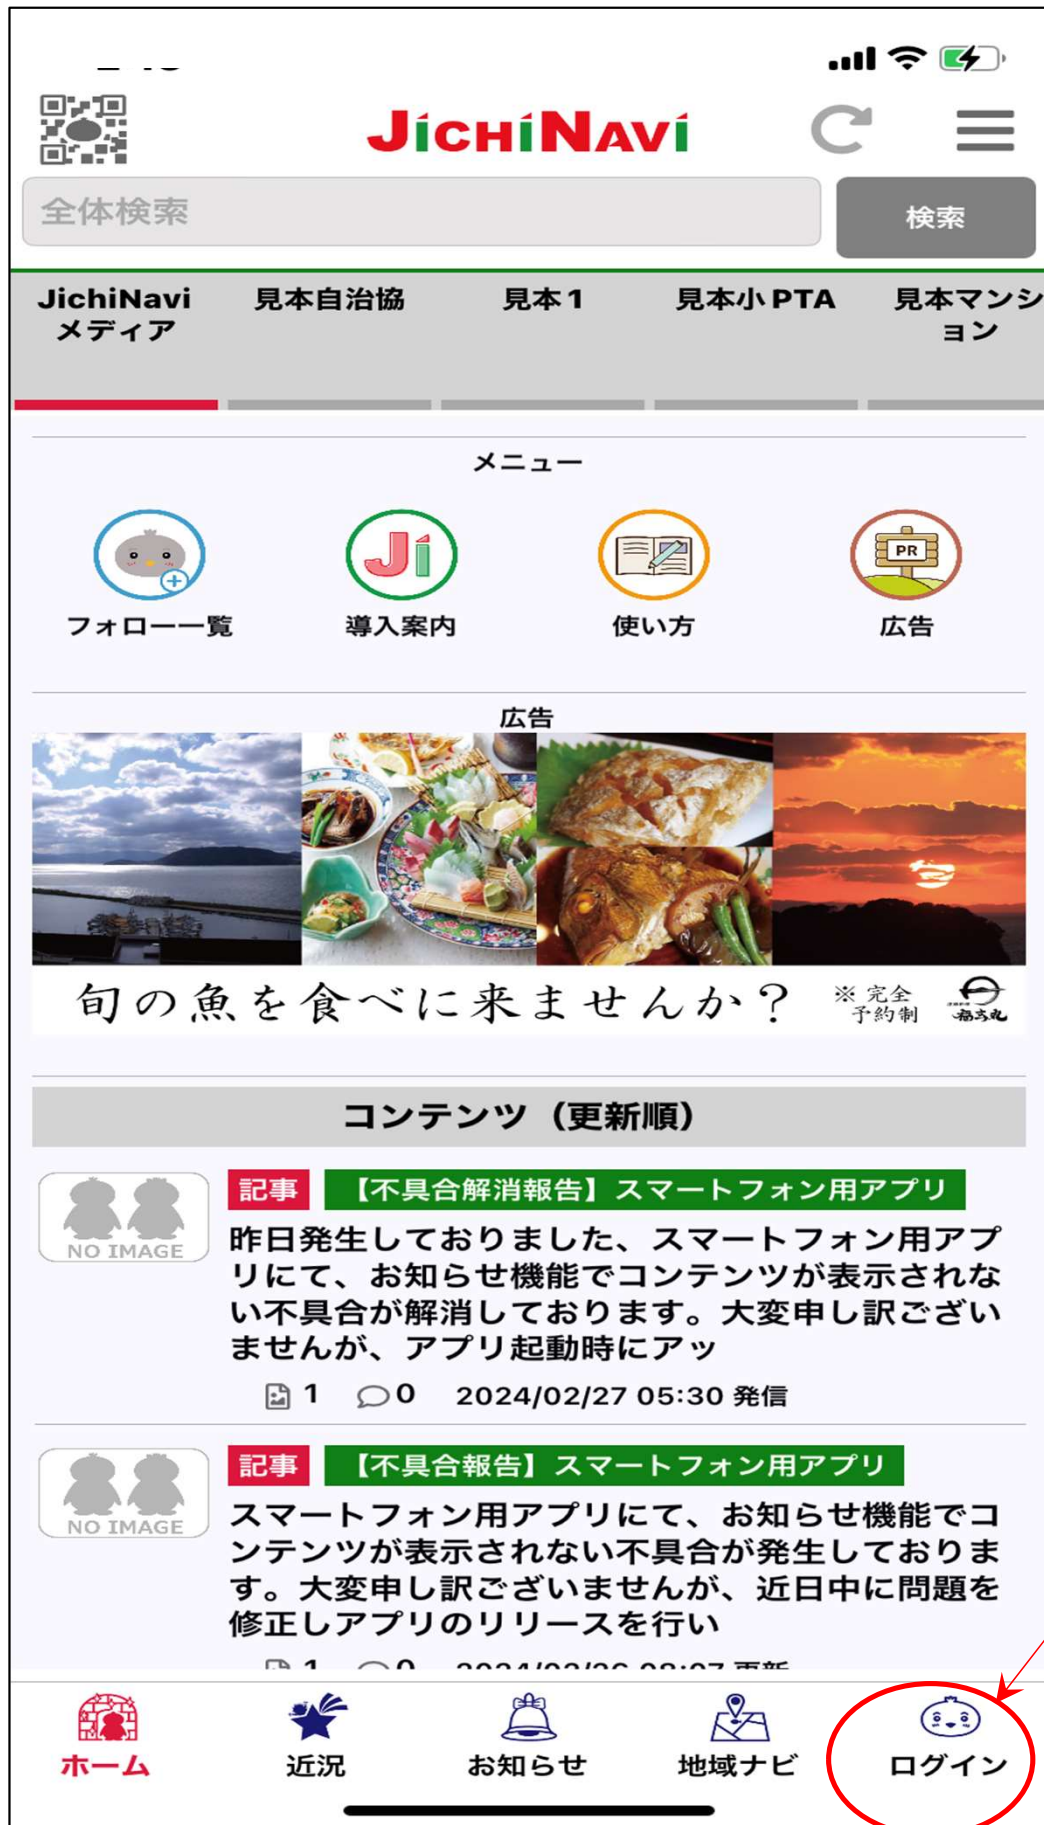 JichiNavi
全体検索
検索
JichiNavi
メディア
見本自治協
見本1
見本小PTA
見本マンシ
ョン
メニュー
フォロー一覧
導入案内
使い方
PR
広告
広告
旬の魚を食べに来ませんか？
※完全
予約制
コンテンツ（更新順）
NO IMAGE
記事 【不具合解消報告】スマートフォン用アプリ
昨日発生しておりました、スマートフォン用アプ
リにて、お知らせ機能でコンテンツが表示されな
い不具合が解消しております。大変申し訳ござい
ませんが、アプリ起動時にアッ
1 0 2024/02/27 05:30 発信
NO IMAGE
記事 【不具合報告】スマートフォン用アプリ
スマートフォン用アプリにて、お知らせ機能でコ
ンテンツが表示されない不具合が発生しておりま
す。大変申し訳ございませんが、近日中に問題を
修正しアプリのリリースを行い
1 0 2024/02/26 08:07 更新
ホーム
近況
お知らせ
地域ナビ
ログイン